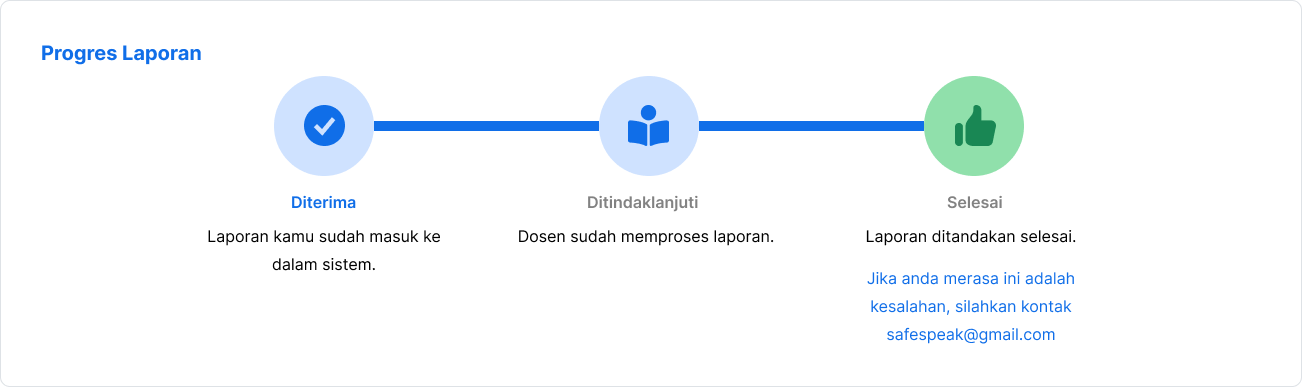 Progres Laporan
Diterima
Laporan kamu sudah masuk ke
dalam sistem.
Ditindaklanjuti
Dosen sudah memproses laporan.
Selesai
Laporan ditandakan selesai.
Jika anda merasa ini adalah
kesalahan, silahkan kontak
safespeak@gmail.com